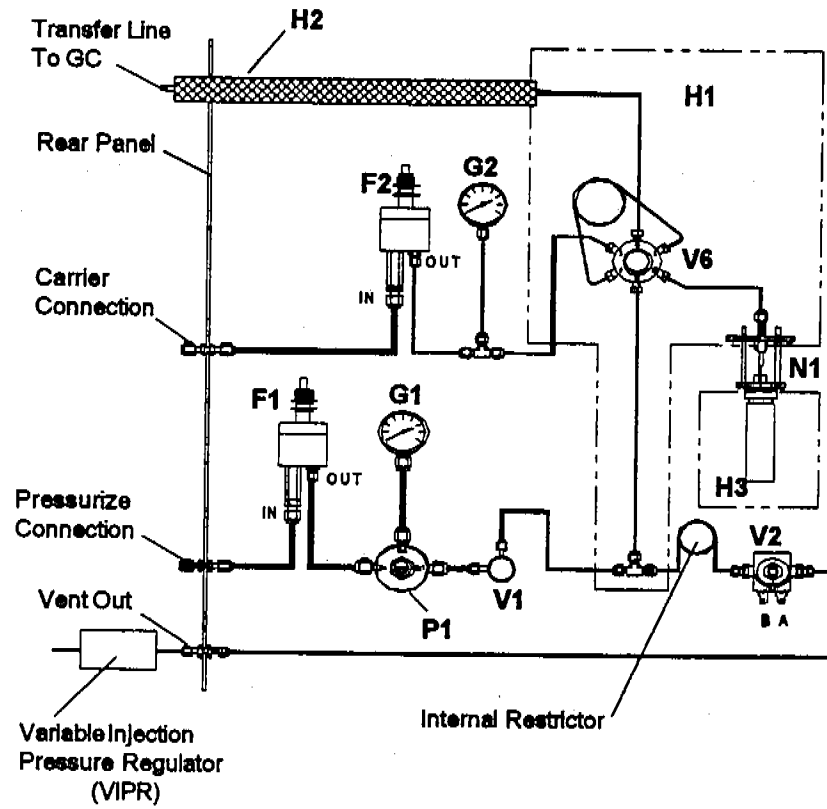 Transfer Line
To GC
H2
H1
Rear Panel
F2
G2
OUT
IN
V6
Carrier
Connection
N1
F1
G1
OUT
IN
H3
Pressurize
Connection
V2
V1
P1
B A
Vent Out
Internal Restrictor
Variable Injection
Pressure Regulator
(VIPR)